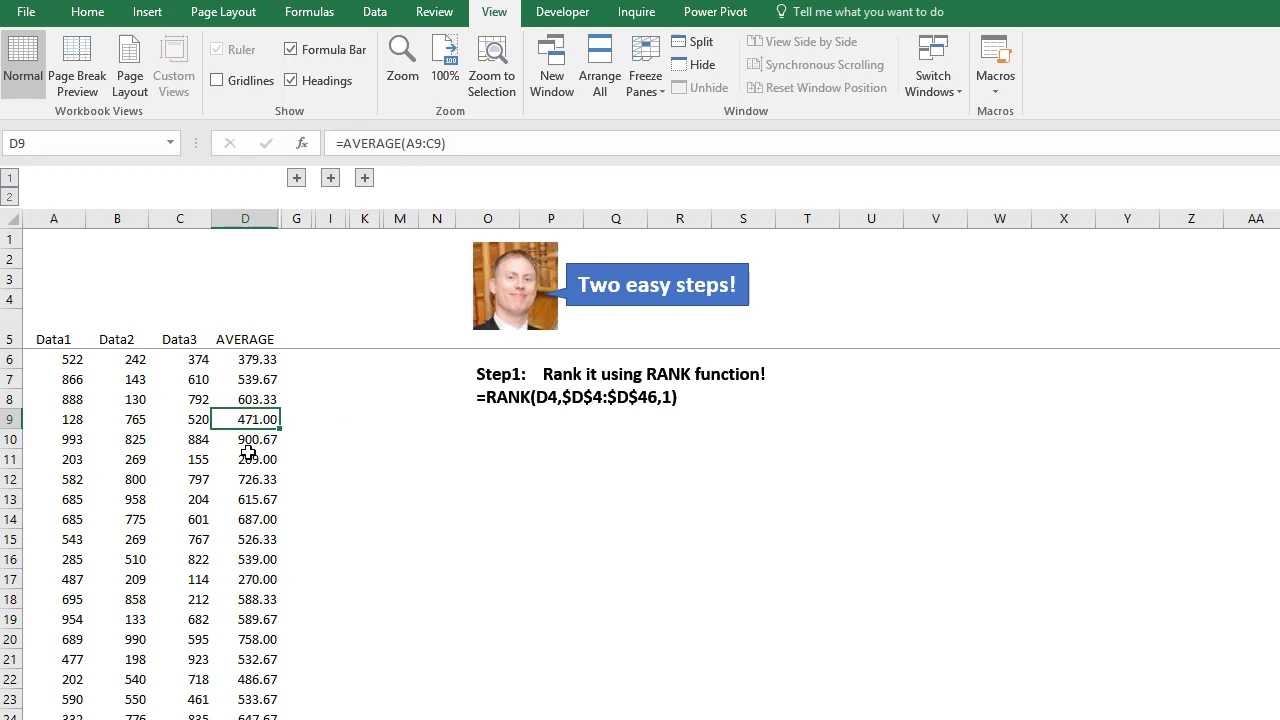 File Home Insert Page Layout Formulas Data Review View Developer Inquire Power Pivot Tell me what you want to do
Normal Page Break Preview Page Layout Custom Views
Workbook Views
Ruler Formula Bar
Gridlines Headings
Show
Zoom 100% Zoom to Selection
Zoom
New Window Arrange All Freeze Panes
Split
Hide
Unhide
View Side by Side
Synchronous Scrolling
Reset Window Position
Switch Windows
Window
Macros
Macros
D9 fx =AVERAGE(A9:C9)
1
2
A B C D G I K M N O P Q R S T U V W X Y Z AA
1
2
3
4
Two easy steps!
5 Data1 Data2 Data3 AVERAGE
6 522 242 374 379.33
7 866 143 610 539.67
8 888 130 792 603.33
9 128 765 520 471.00
10 993 825 884 900.67
11 203 269 155 209.00
12 582 800 797 726.33
13 685 958 204 615.67
14 685 775 601 687.00
15 543 269 767 526.33
16 285 510 822 539.00
17 487 209 114 270.00
18 695 858 212 588.33
19 954 133 682 589.67
20 689 990 595 758.00
21 477 198 923 532.67
22 202 540 718 486.67
23 590 550 461 533.67
24 332 776 835 647.67
Step1: Rank it using RANK function!
=RANK(D4,$D$4:$D$46,1)